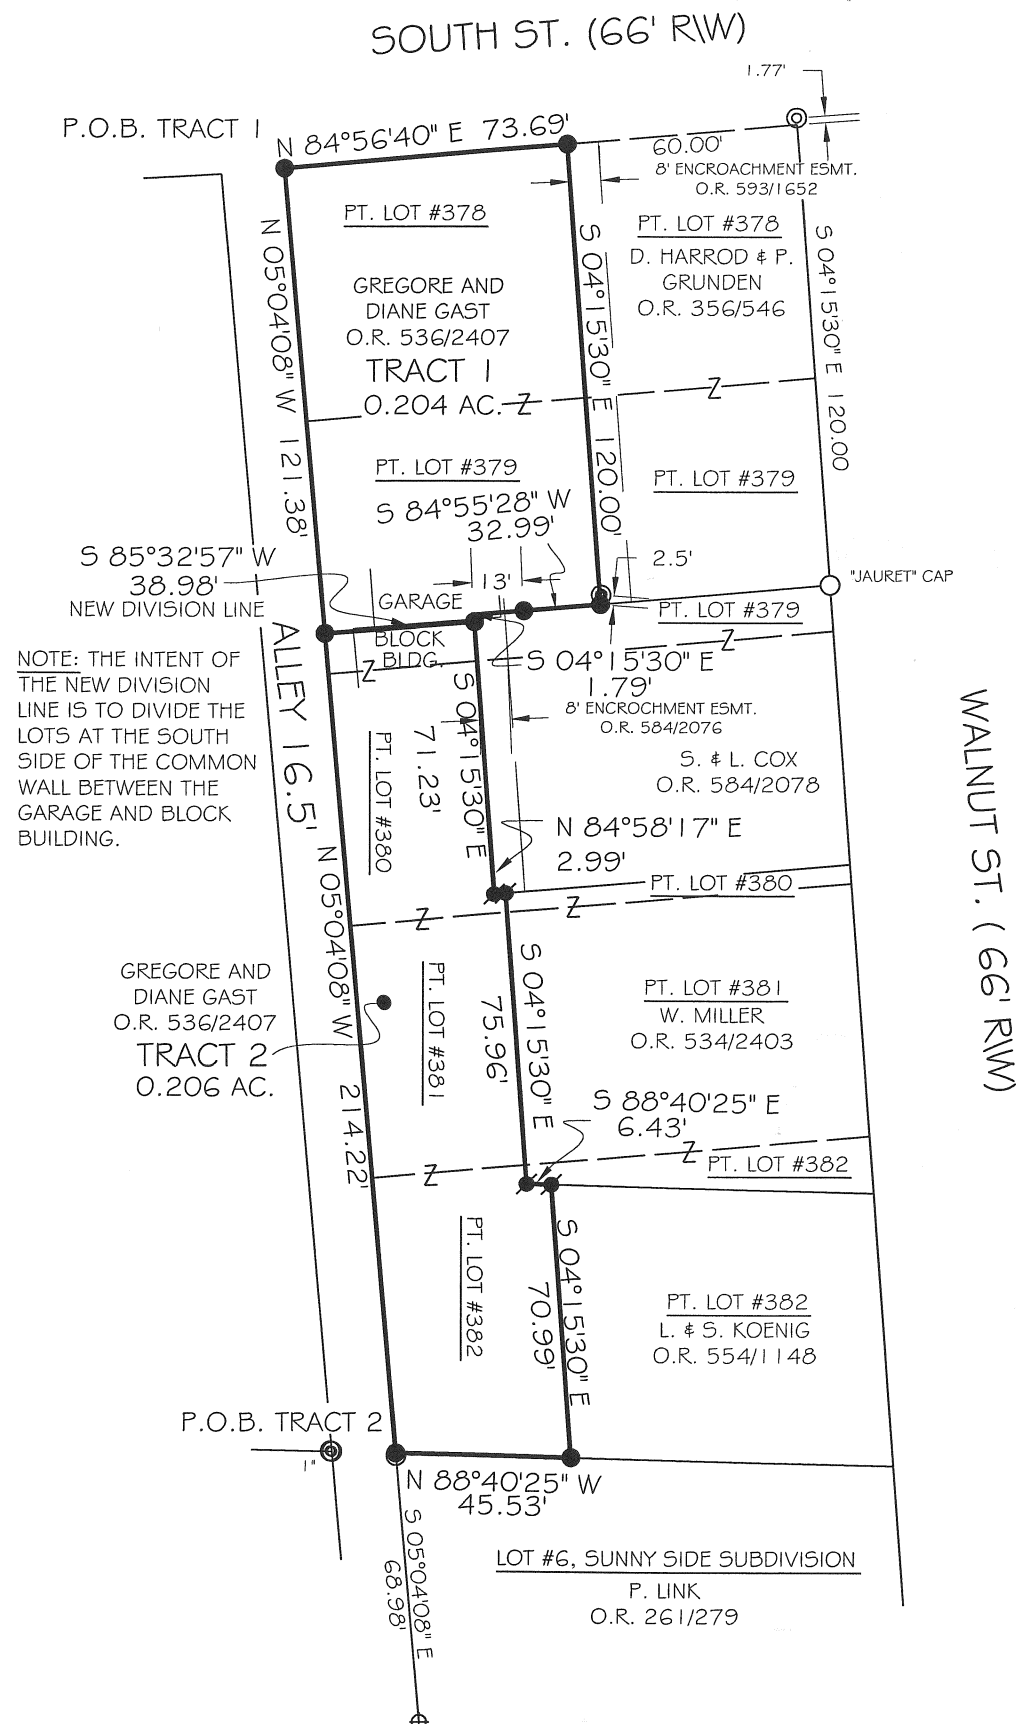 SOUTH ST. (66' R\W)
1.77'
P.O.B. TRACT 1
N 84°56'40" E 73.69'
60.00'
8' ENCROACHMENT ESMT.
O.R. 593/1652
PT. LOT #378
PT. LOT #378
D. HARROD & P.
GRUNDEN
O.R. 356/546
N 05°04'08" W 121.38'
GREGORE AND
DIANE GAST
O.R. 536/2407
TRACT 1
0.204 AC.
S 04°15'30" E 120.00'
S 04°15'30" E 120.00
Z
Z
PT. LOT #379
PT. LOT #379
S 84°55'28" W
32.99'
S 85°32'57" W
38.98'
NEW DIVISION LINE
13'
2.5'
"JAURET" CAP
GARAGE
PT. LOT #379
BLOCK
BLDG.
Z
Z
S 04°15'30" E
1.79'
NOTE: THE INTENT OF
THE NEW DIVISION
LINE IS TO DIVIDE THE
LOTS AT THE SOUTH
SIDE OF THE COMMON
WALL BETWEEN THE
GARAGE AND BLOCK
BUILDING.
ALLEY 16.5'
8' ENCROCHMENT ESMT.
O.R. 584/2076
S. & L. COX
O.R. 584/2078
WALNUT ST. ( 66' R\W)
S 04°15'30" E
71.23'
PT. LOT #380
N 84°58'17" E
2.99'
PT. LOT #380
Z
Z
N 05°04'08" W 214.22'
GREGORE AND
DIANE GAST
O.R. 536/2407
TRACT 2
0.206 AC.
PT. LOT #381
S 04°15'30" E
75.96'
PT. LOT #381
W. MILLER
O.R. 534/2403
S 88°40'25" E
6.43'
Z
Z
PT. LOT #382
PT. LOT #382
S 04°15'30" E
70.99'
PT. LOT #382
L. & S. KOENIG
O.R. 554/1148
P.O.B. TRACT 2
1"
N 88°40'25" W
45.53'
S 05°04'08" E
68.98'
LOT #6, SUNNY SIDE SUBDIVISION
P. LINK
O.R. 261/279